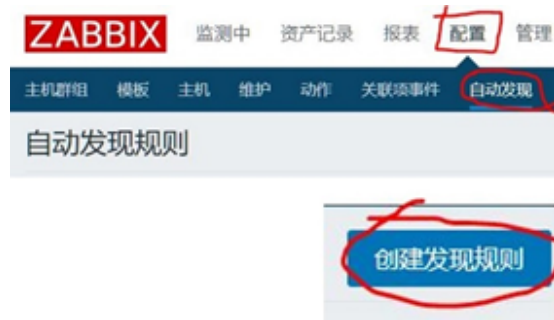 ZABBIX 监测中 资产记录 报表 配置 管理
主机群组 模板 主机 维护 动作 关联项事件 自动发现
自动发现规则
创建发现规则